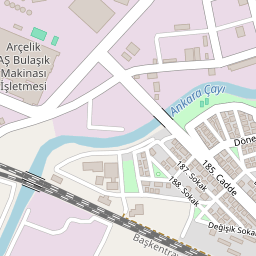 Arçelik
AŞ Bulaşık
Makinası
İşletmesi
Ankara Çayı
Döne
187. Sokak
185. Cadde
188. Sokak
Değişik Soka
Başkentra